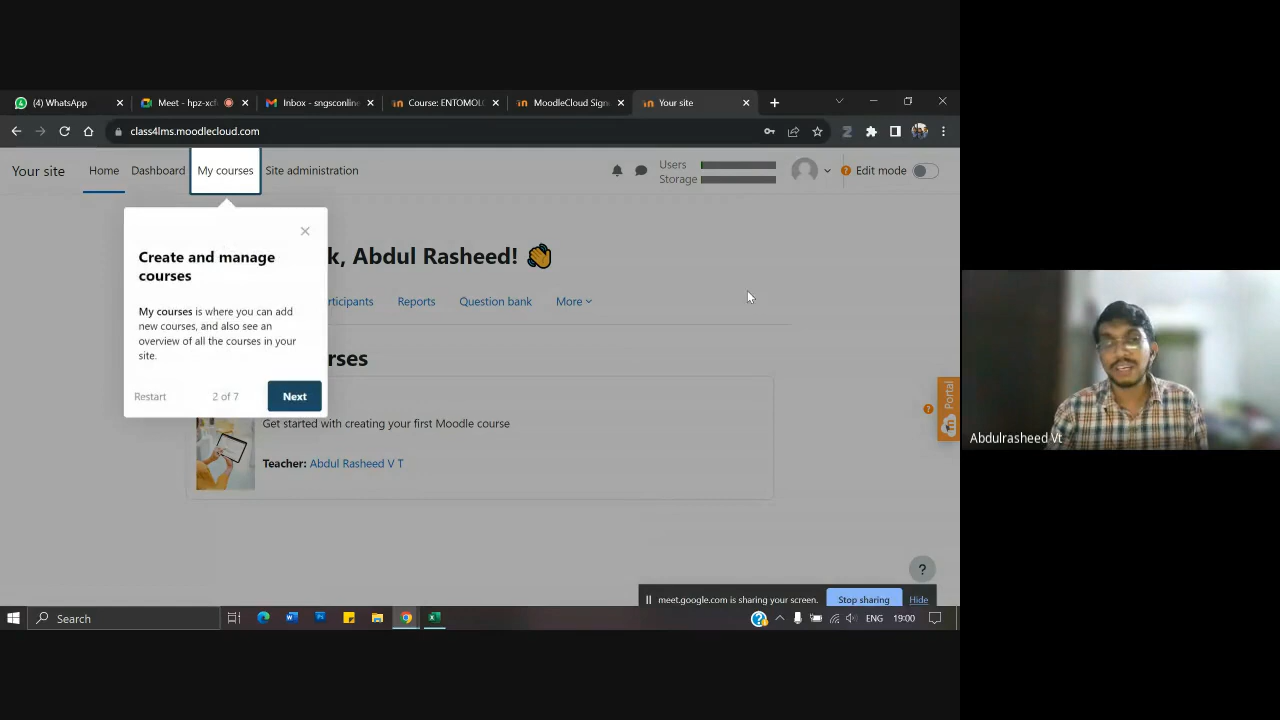 (4) WhatsApp
Meet - hpz-xcf
Inbox - sngsconline
Course: ENTOMOL
MoodleCloud Sign
Your site
class4lms.moodlecloud.com
Your site
Home
Dashboard
My courses
Site administration
Users
Storage
Edit mode
Create and manage
courses
My courses is where you can add
new courses, and also see an
overview of all the courses in your
site.
Restart
2 of 7
Next
k, Abdul Rasheed!
rticipants
Reports
Question bank
More
rses
Get started with creating your first Moodle course
Teacher: Abdul Rasheed V T
Portal
?
meet.google.com is sharing your screen.
Stop sharing
Hide
Search
ENG
19:00
Abdulrasheed Vt